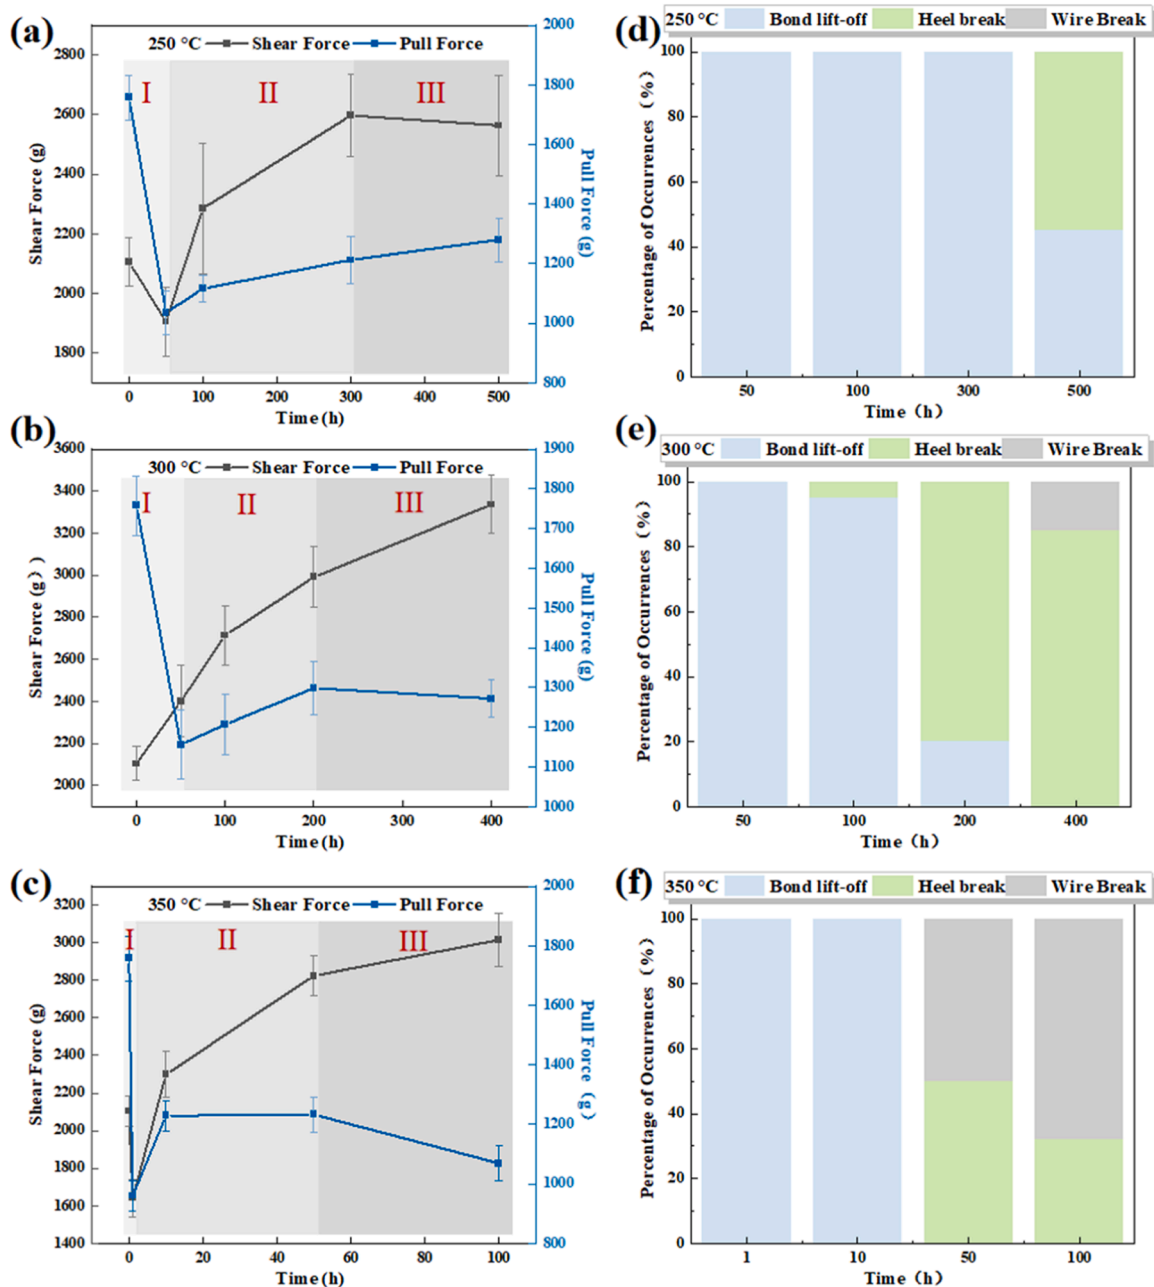 (a)
250 °C Shear Force Pull Force
I II III
2800
2600
2400
2200
2000
1800
Shear Force (g)
2000
1800
1600
1400
1200
1000
800
Pull Force (g)
0 100 200 300 400 500
Time (h)
(d)
250 °C Bond lift-off Heel break Wire Break
100
80
60
40
20
0
Percentage of Occurrences (%)
50 100 300 500
Time (h)
(b)
300 °C Shear Force Pull Force
I II III
3600
3400
3200
3000
2800
2600
2400
2200
2000
Shear Force (g)
1900
1800
1700
1600
1500
1400
1300
1200
1100
1000
Pull Force (g)
0 100 200 300 400
Time (h)
(e)
300 °C Bond lift-off Heel break Wire Break
100
80
60
40
20
0
Percentage of Occurrences (%)
50 100 200 400
Time (h)
(c)
350 °C Shear Force Pull Force
I II III
3200
3000
2800
2600
2400
2200
2000
1800
1600
1400
Shear Force (g)
2000
1800
1600
1400
1200
1000
800
Pull Force (g)
0 20 40 60 80 100
Time (h)
(f)
350 °C Bond lift-off Heel break Wire Break
100
80
60
40
20
0
Percentage of Occurrences (%)
1 10 50 100
Time (h)